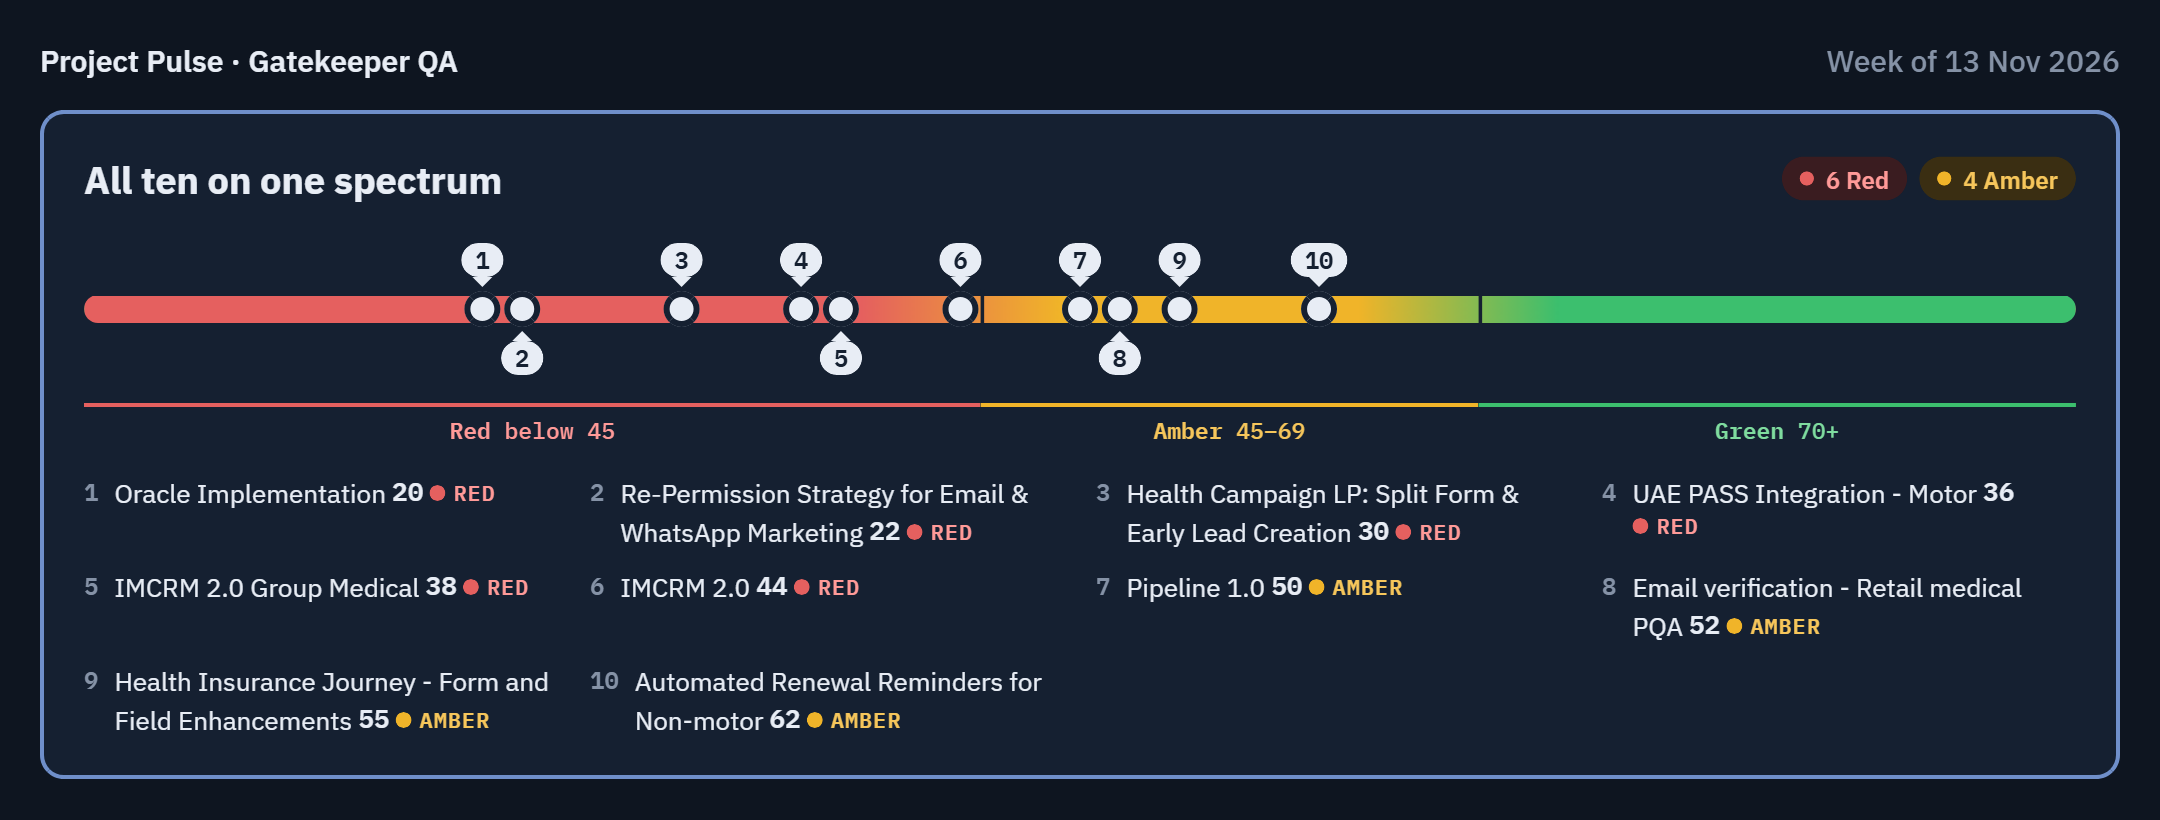 Project Pulse · Gatekeeper QA
Week of 13 Nov 2026
All ten on one spectrum
6 Red
4 Amber
1
3
4
6
7
9
10
2
5
8
Red below 45
Amber 45–69
Green 70+
1 Oracle Implementation 20 RED
2 Re-Permission Strategy for Email &
WhatsApp Marketing 22 RED
3 Health Campaign LP: Split Form &
Early Lead Creation 30 RED
4 UAE PASS Integration - Motor 36
RED
5 IMCRM 2.0 Group Medical 38 RED
6 IMCRM 2.0 44 RED
7 Pipeline 1.0 50 AMBER
8 Email verification - Retail medical
PQA 52 AMBER
9 Health Insurance Journey - Form and
Field Enhancements 55 AMBER
10 Automated Renewal Reminders for
Non-motor 62 AMBER